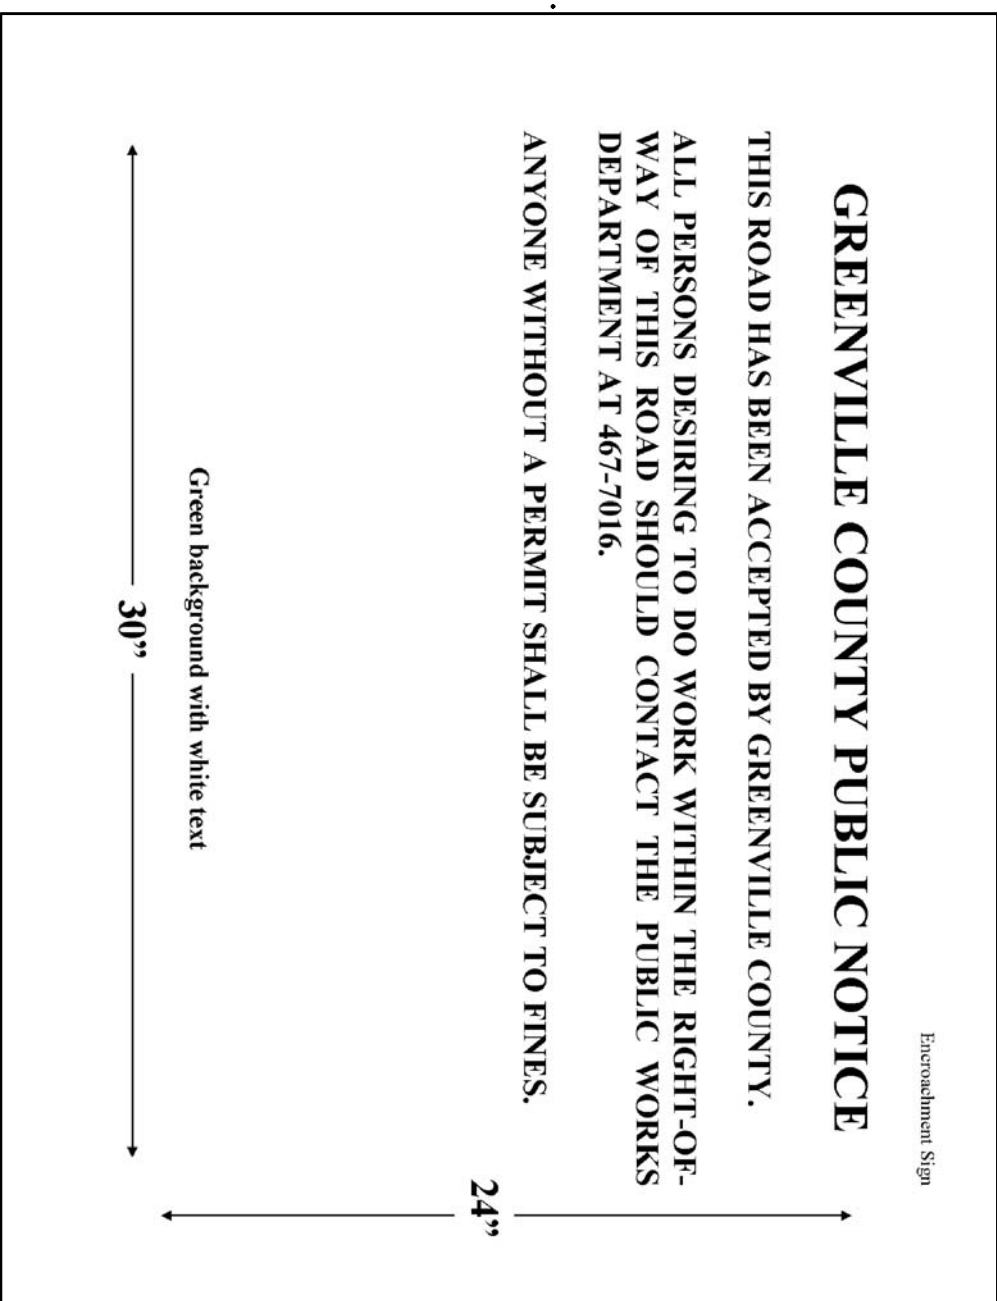 Encroachment Sign
GREENVILLE COUNTY PUBLIC NOTICE
THIS ROAD HAS BEEN ACCEPTED BY GREENVILLE COUNTY.
ALL PERSONS DESIRING TO DO WORK WITHIN THE RIGHT-OF-
WAY OF THIS ROAD SHOULD CONTACT THE PUBLIC WORKS
DEPARTMENT AT 467-7016.
ANYONE WITHOUT A PERMIT SHALL BE SUBJECT TO FINES.
24”
Green background with white text
30”